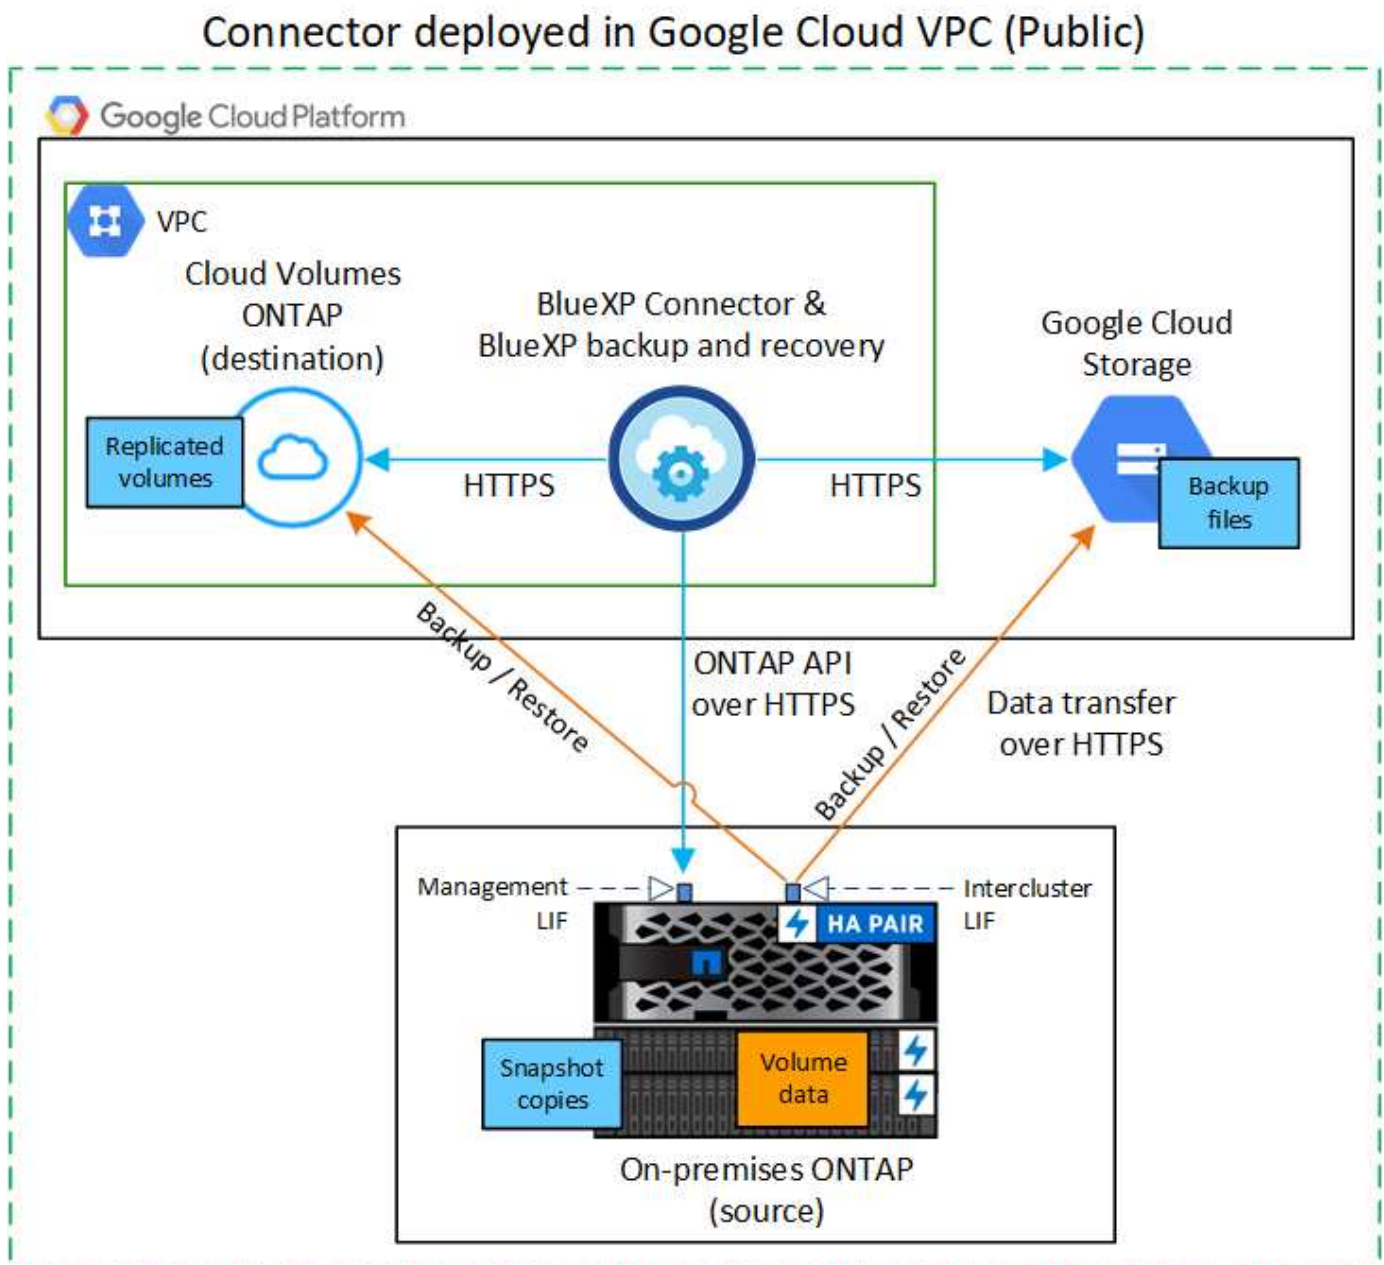 Connector deployed in Google Cloud VPC (Public)
Google Cloud Platform
VPC
Cloud Volumes
ONTAP
(destination)
BlueXP Connector &
BlueXP backup and recovery
Google Cloud
Storage
Replicated
volumes
HTTPS
HTTPS
Backup
files
Backup / Restore
ONTAP API
over HTTPS
Backup / Restore
Data transfer
over HTTPS
Management
LIF
Intercluster
LIF
HA PAIR
Snapshot
copies
Volume
data
On-premises ONTAP
(source)